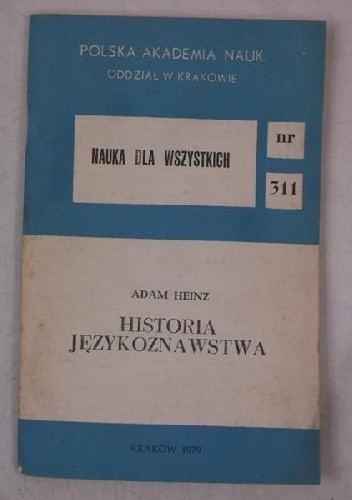 POLSKA AKADEMIA NAUK
ODDZIAŁ W KRAKOWIE
NAUKA DLA WSZYSTKICH
nr
311
ADAM HEINZ
HISTORIA
JĘZYKOZNAWSTWA
KRAKÓW 1979